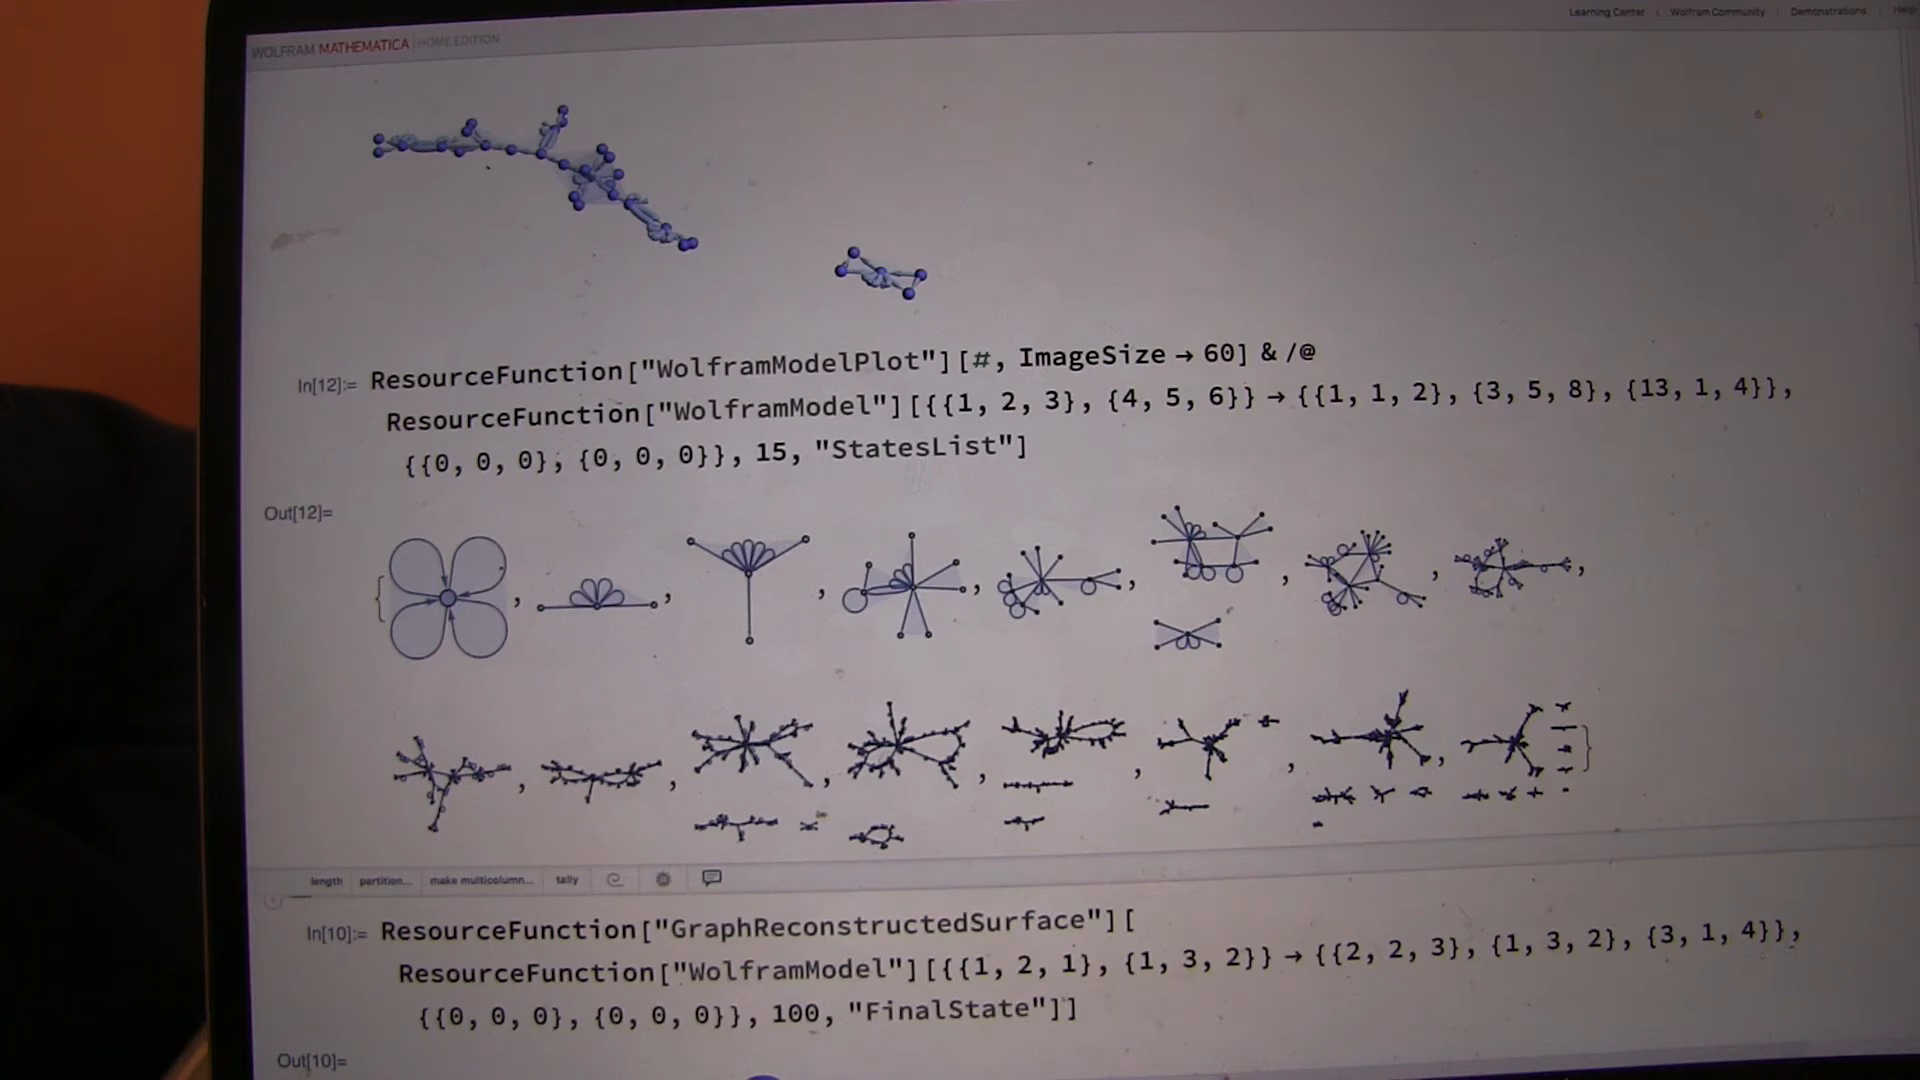 Learning Center | Wolfram Community | Demonstrations | Help
WOLFRAM MATHEMATICA | HOME EDITION
In[12]:= ResourceFunction["WolframModelPlot"][#, ImageSize → 60] & /@
ResourceFunction["WolframModel"][{{1, 2, 3}, {4, 5, 6}} → {{1, 1, 2}, {3, 5, 8}, {13, 1, 4}},
{{0, 0, 0}, {0, 0, 0}}, 15, "StatesList"]
Out[12]=
{ , , , , , , , ,
, , , , , , , }
length partition... make multicolumn... tally
In[10]:= ResourceFunction["GraphReconstructedSurface"][
ResourceFunction["WolframModel"][{{1, 2, 1}, {1, 3, 2}} → {{2, 2, 3}, {1, 3, 2}, {3, 1, 4}},
{{0, 0, 0}, {0, 0, 0}}, 100, "FinalState"]]
Out[10]=